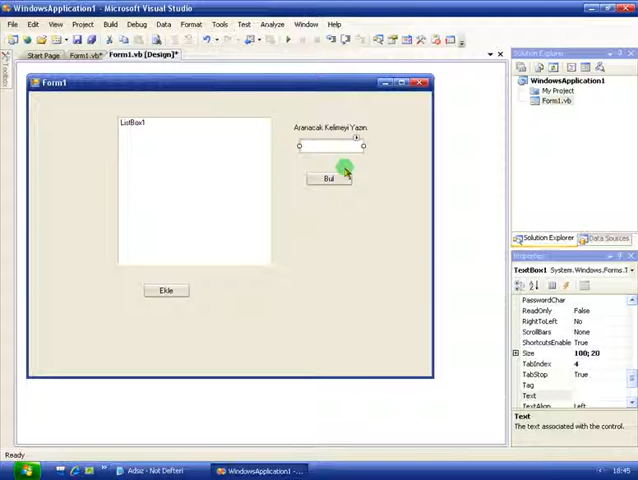 WindowsApplication1 - Microsoft Visual Studio
File Edit View Project Build Debug Data Format Tools Test Analyze Window Help
Start Page Form1.vb* Form1.vb [Design]*
Toolbox
Form1
ListBox1
Aranacak Kelimeyi Yazın.
Bul
Ekle
Solution Explorer
WindowsApplication1
My Project
Form1.vb
Solution Explorer Data Sources
Properties
TextBox1 System.Windows.Forms.T
PasswordChar
ReadOnly False
RightToLeft No
ScrollBars None
ShortcutsEnable True
Size 100; 20
TabIndex 4
TabStop True
Tag
Text
TextAlign Left
Text
The text associated with the control.
Ready
Adsız - Not Defteri
WindowsApplication1 -...
18:45